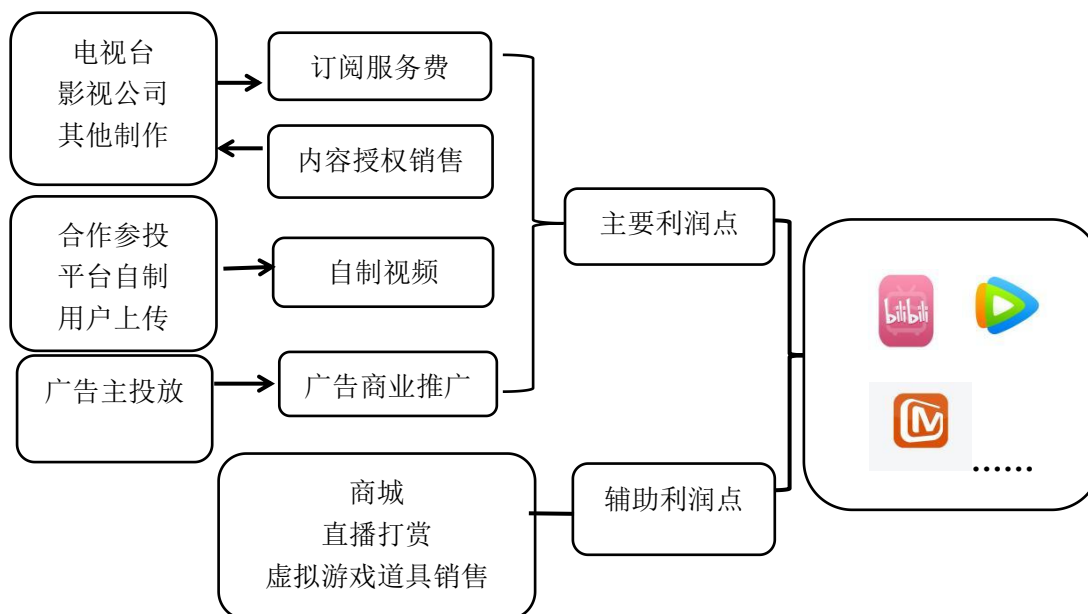 电视台
影视公司
其他制作
订阅服务费
内容授权销售
合作参投
平台自制
用户上传
自制视频
广告主投放
广告商业推广
主要利润点
辅助利润点
商城
直播打赏
虚拟游戏道具销售
bilibili
M
……